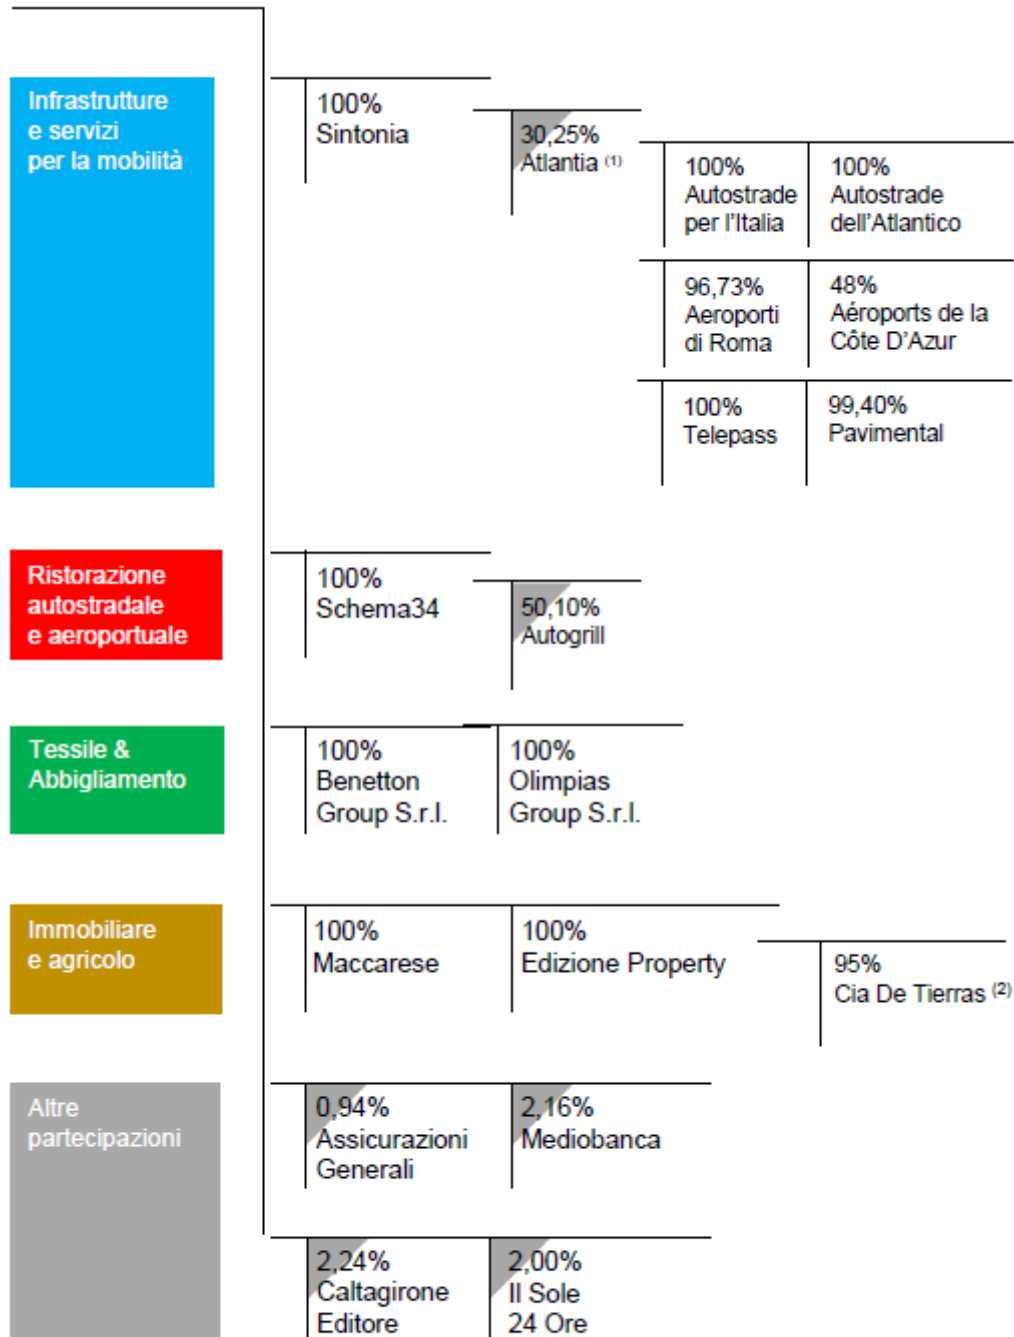 Infrastrutture
e servizi
per la mobilità
100%
Sintonia
30,25%
Atlantia (1)
100%
Autostrade
per l'Italia
100%
Autostrade
dell'Atlantico
96,73%
Aeroporti
di Roma
48%
Aéroports de la
Côte D'Azur
100%
Telepass
99,40%
Pavimental
Ristorazione
autostradale
e aeroportuale
100%
Schema34
50,10%
Autogrill
Tessile &
Abbigliamento
100%
Benetton
Group S.r.l.
100%
Olimpias
Group S.r.l.
Immobiliare
e agricolo
100%
Maccarese
100%
Edizione Property
95%
Cia De Tierras (2)
Altre
partecipazioni
0,94%
Assicurazioni
Generali
2,16%
Mediobanca
2,24%
Caltagirone
Editore
2,00%
Il Sole
24 Ore